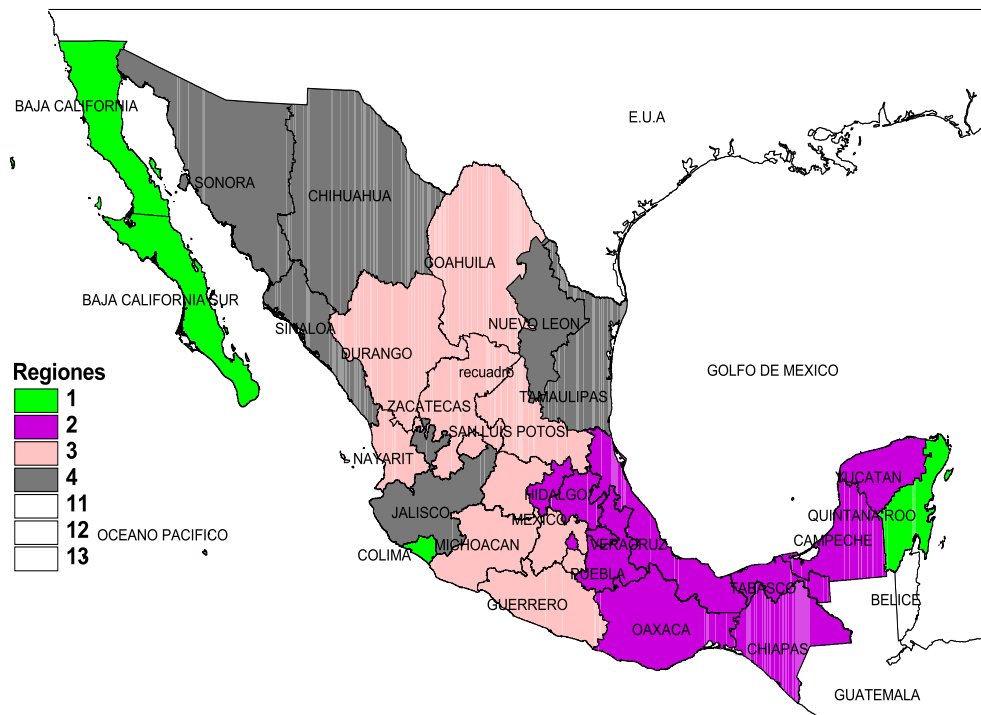 E.U.A
BAJA CALIFORNIA
SONORA
CHIHUAHUA
COAHUILA
BAJA CALIFORNIA SUR
SINALOA
NUEVO LEON
DURANGO
recuadro
GOLFO DE MEXICO
TAMAULIPAS
ZACATECAS
SAN LUIS POTOSI
NAYARIT
YUCATAN
HIDALGO
JALISCO
MEXICO
QUINTANA ROO
CAMPECHE
OCEANO PACIFICO
COLIMA
MICHOACAN
VERACRUZ
PUEBLA
TABASCO
BELICE
GUERRERO
OAXACA
CHIAPAS
GUATEMALA
Regiones
1
2
3
4
11
12
13